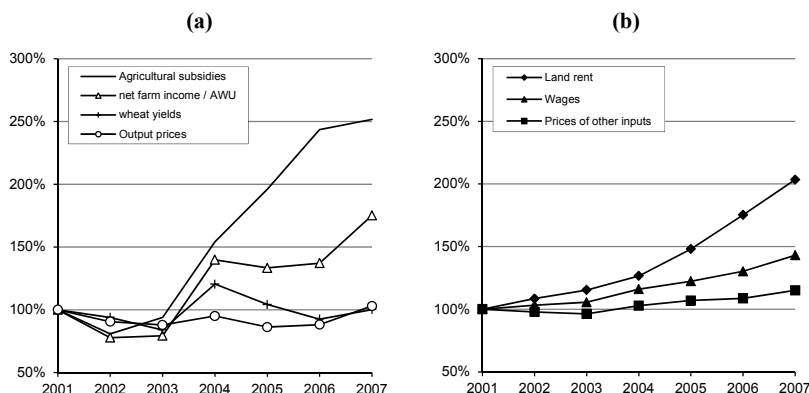 (a)
300%
250%
200%
150%
100%
50%
Agricultural subsidies
net farm income / AWU
wheat yields
Output prices
2001 2002 2003 2004 2005 2006 2007
(b)
300%
250%
200%
150%
100%
50%
Land rent
Wages
Prices of other inputs
2001 2002 2003 2004 2005 2006 2007